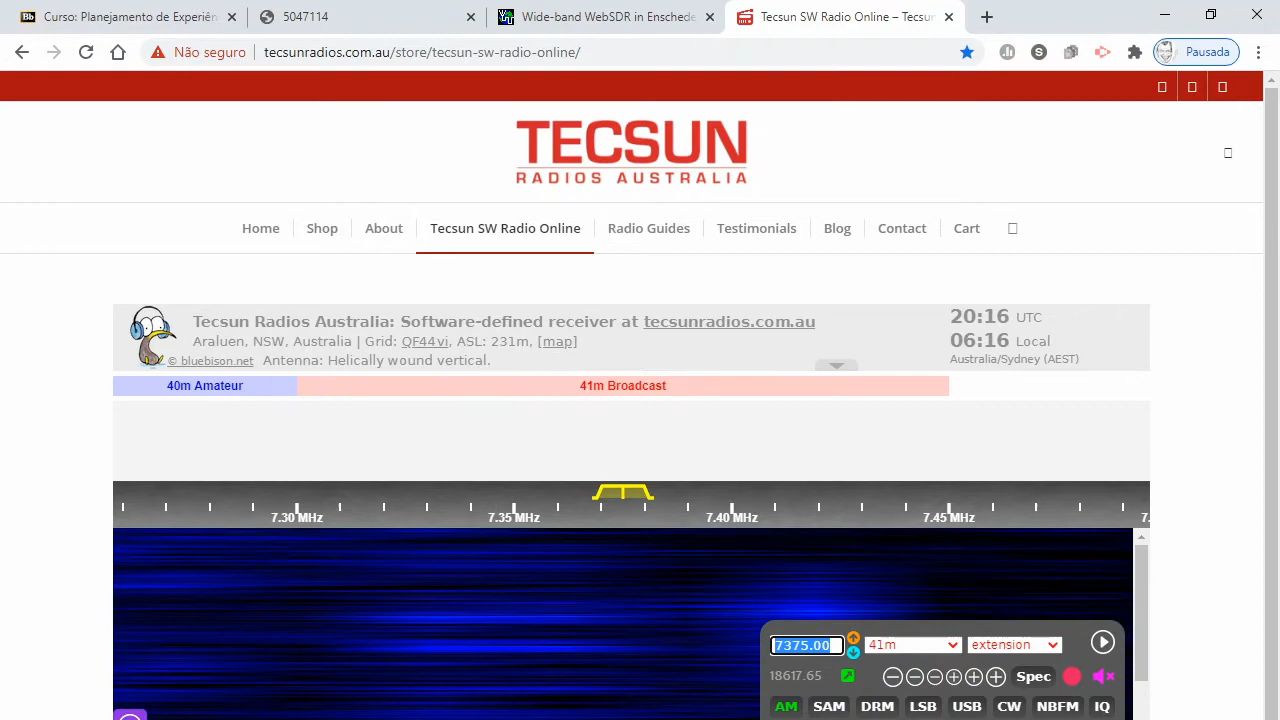 Curso: Planejamento de Experiên
5047114
Wide-band WebSDR in Enschede
Tecsun SW Radio Online – Tecsu
Não seguro
tecsunradios.com.au/store/tecsun-sw-radio-online/
Pausada
TECSUN
RADIOS AUSTRALIA
Home Shop About Tecsun SW Radio Online Radio Guides Testimonials Blog Contact Cart
Tecsun Radios Australia: Software-defined receiver at tecsunradios.com.au
Araluen, NSW, Australia | Grid: QF44vi, ASL: 231m, [map]
© bluebison.net Antenna: Helically wound vertical.
20:16 UTC
06:16 Local
Australia/Sydney (AEST)
40m Amateur 41m Broadcast
7.30 MHz 7.35 MHz 7.40 MHz 7.45 MHz 7.
7375.00 41m extension
18617.65 Spec
AM SAM DRM LSB USB CW NBFM IQ